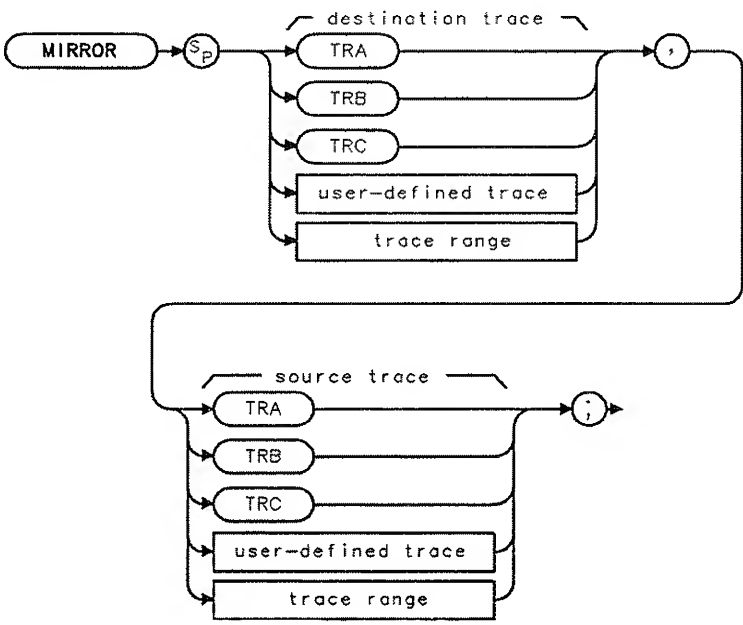 destination trace
MIRROR
SP
TRA
,
TRB
TRC
user-defined trace
trace range
source trace
TRA
;
TRB
TRC
user-defined trace
trace range